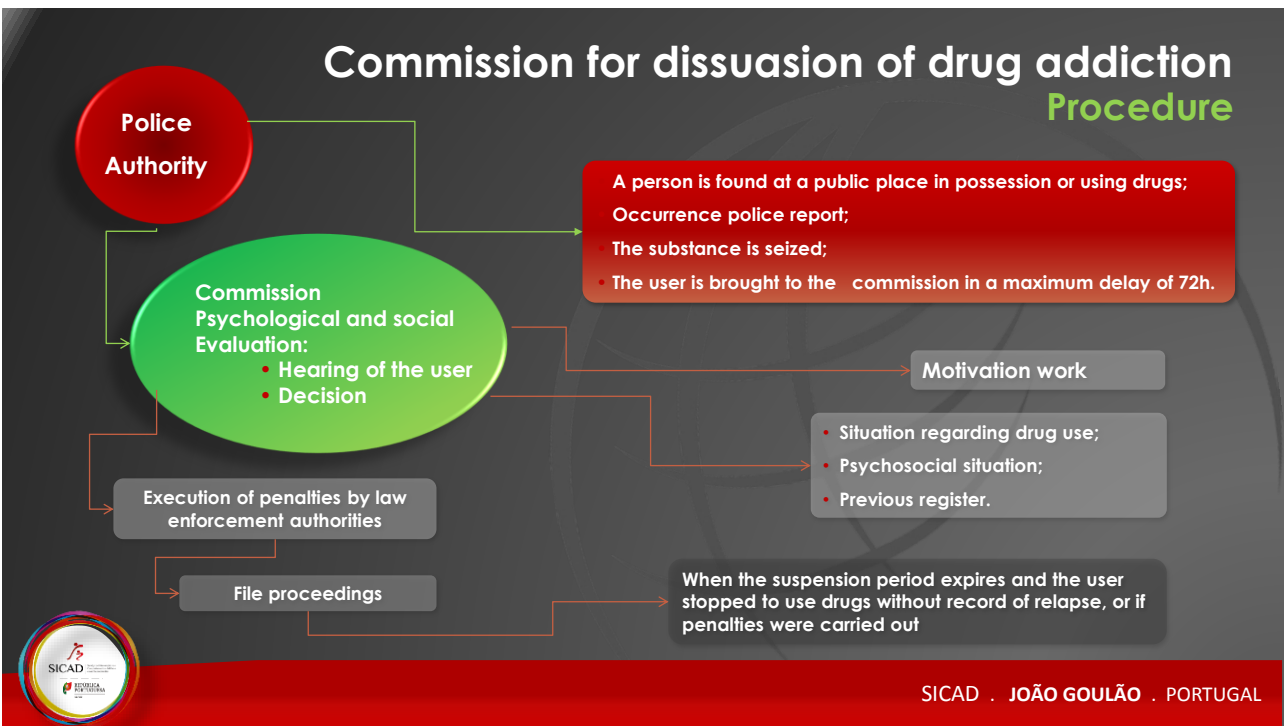 Commission for dissuasion of drug addiction
Procedure
Police
Authority
A person is found at a public place in possession or using drugs;
Occurrence police report;
• The substance is seized;
• The user is brought to the commission in a maximum delay of 72h.
Commission
Psychological and social
Evaluation:
• Hearing of the user
• Decision
Motivation work
• Situation regarding drug use;
• Psychosocial situation;
• Previous register.
Execution of penalties by law
enforcement authorities
File proceedings
When the suspension period expires and the user
stopped to use drugs without record of relapse, or if
penalties were carried out
SICAD
REPÚBLICA
PORTUGUESA
SICAD . JOÃO GOULÃO . PORTUGAL